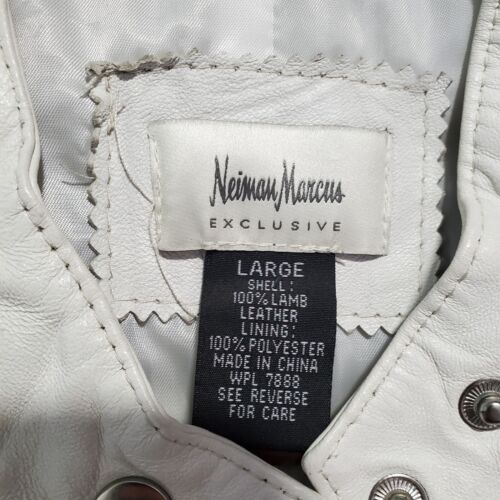 Neiman Marcus
EXCLUSIVE
LARGE
SHELL:
100% LAMB
LEATHER
LINING:
100% POLYESTER
MADE IN CHINA
WPL 7888
SEE REVERSE
FOR CARE